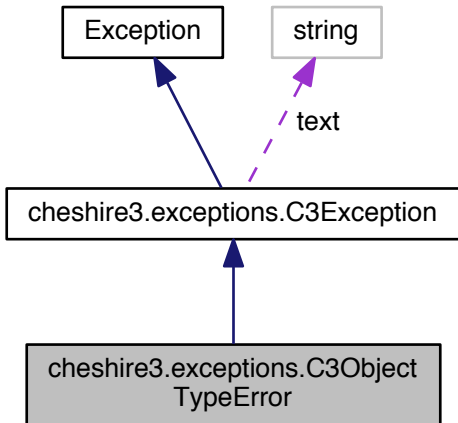 Exception
string
text
cheshire3.exceptions.C3Exception
cheshire3.exceptions.C3Object
TypeError